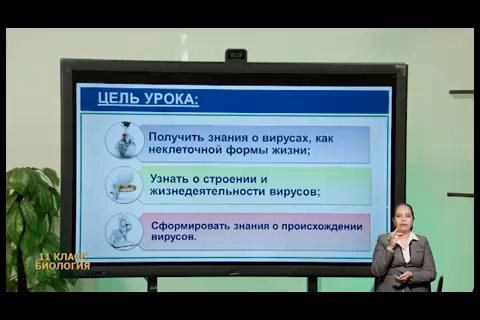 ЦЕЛЬ УРОКА:
Получить знания о вирусах, как
неклеточной формы жизни;
Узнать о строении и
жизнедеятельности вирусов;
Сформировать знания о происхождении
вирусов.
11 КЛАСС
БИОЛОГИЯ